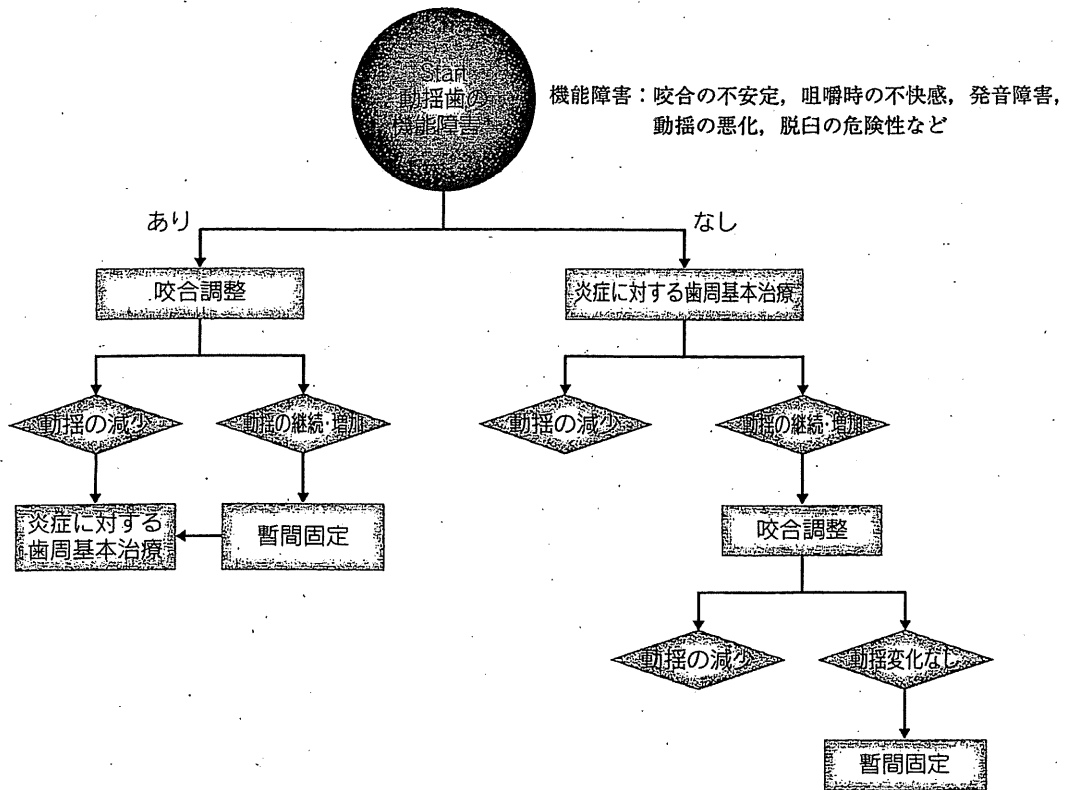 Start
動揺歯の
機能障害*
機能障害：咬合の不安定，咀嚼時の不快感，発音障害，
動揺の悪化，脱臼の危険性など
あり
なし
咬合調整
炎症に対する歯周基本治療
動揺の減少
動揺の継続・増加
動揺の減少
動揺の継続・増加
炎症に対する
歯周基本治療
暫間固定
咬合調整
動揺の減少
動揺変化なし
暫間固定